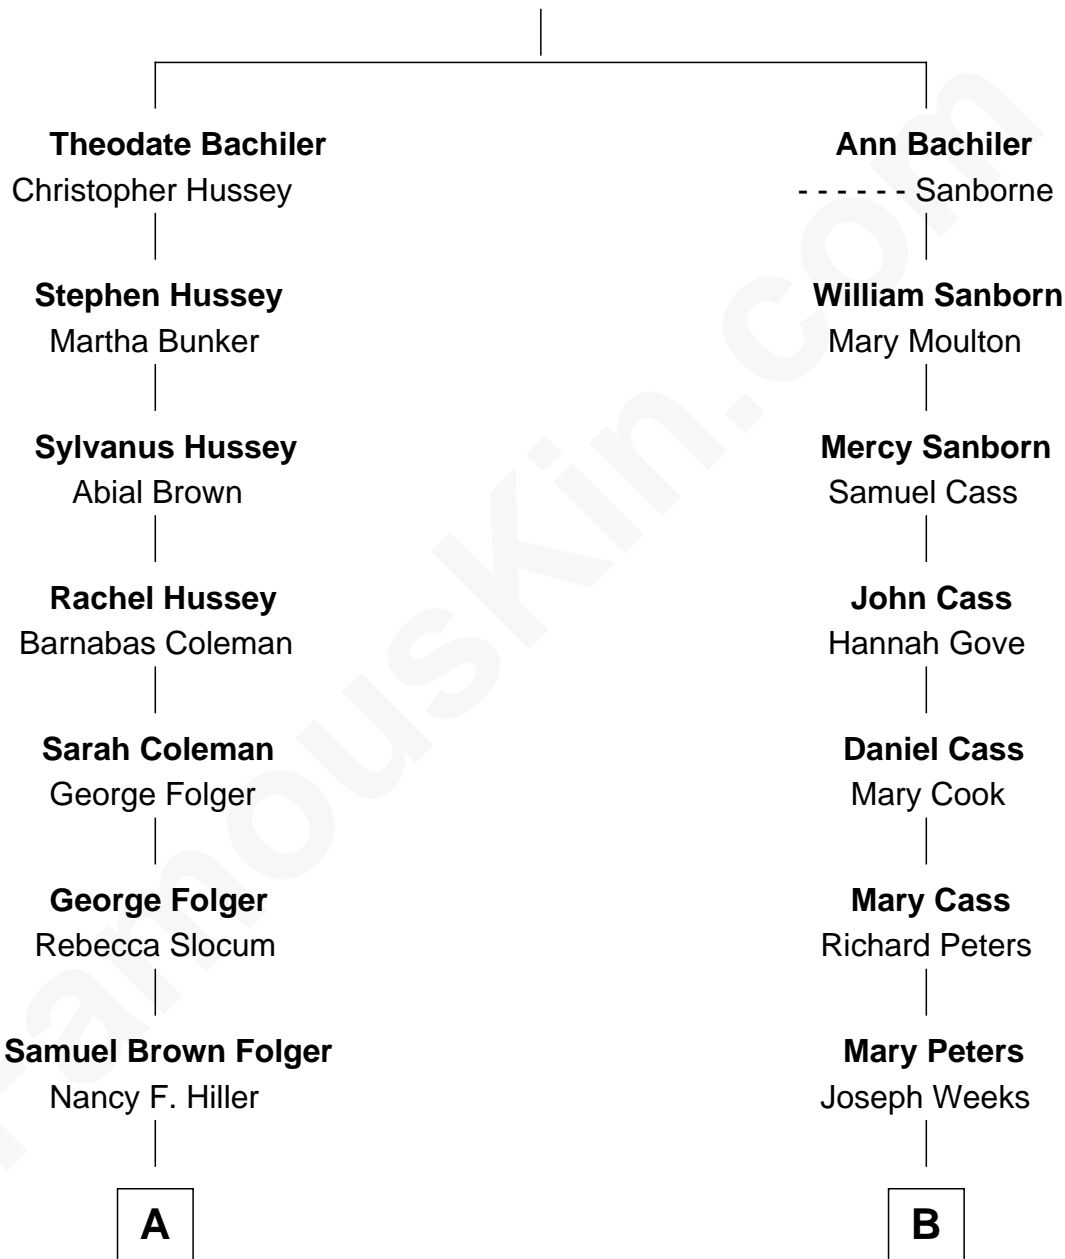 Theodate Bachiler
Christopher Hussey
Stephen Hussey
Martha Bunker
Sylvanus Hussey
Abial Brown
Rachel Hussey
Barnabas Coleman
Sarah Coleman
George Folger
George Folger
Rebecca Slocum
Samuel Brown Folger
Nancy F. Hiller
A
Ann Bachiler
- - - - - - Sanborne
William Sanborn
Mary Moulton
Mercy Sanborn
Samuel Cass
John Cass
Hannah Gove
Daniel Cass
Mary Cook
Mary Cass
Richard Peters
Mary Peters
Joseph Weeks
B
FamousKin.com